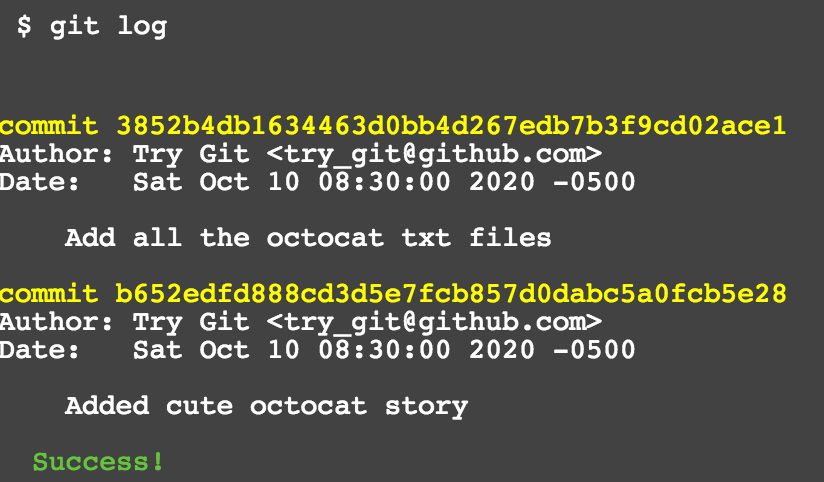 $ git log
commit 3852b4db1634463d0bb4d267edb7b3f9cd02ace1
Author: Try Git <try_git@github.com>
Date:   Sat Oct 10 08:30:00 2020 -0500
Add all the octocat txt files
commit b652edfd888cd3d5e7fcb857d0dabc5a0fcb5e28
Author: Try Git <try_git@github.com>
Date:   Sat Oct 10 08:30:00 2020 -0500
Added cute octocat story
Success!